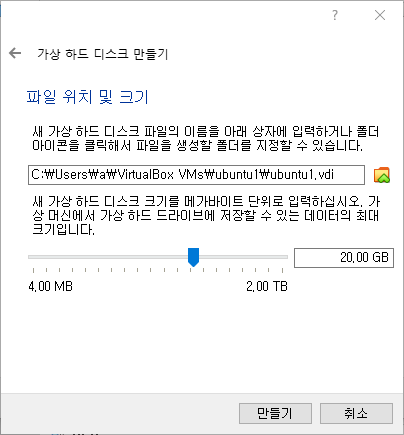 ?
가상 하드 디스크 만들기
파일 위치 및 크기
새 가상 하드 디스크 파일의 이름을 아래 상자에 입력하거나 폴더
아이콘을 클릭해서 파일을 생성할 폴더를 지정할 수 있습니다.
C:₩Users₩a₩VirtualBox VMs₩ubuntu1₩ubuntu1.vdi
새 가상 하드 디스크 크기를 메가바이트 단위로 입력하십시오. 가
상 머신에서 가상 하드 드라이브에 저장할 수 있는 데이터의 최대
크기입니다.
20.00 GB
4.00 MB 2.00 TB
만들기 취소